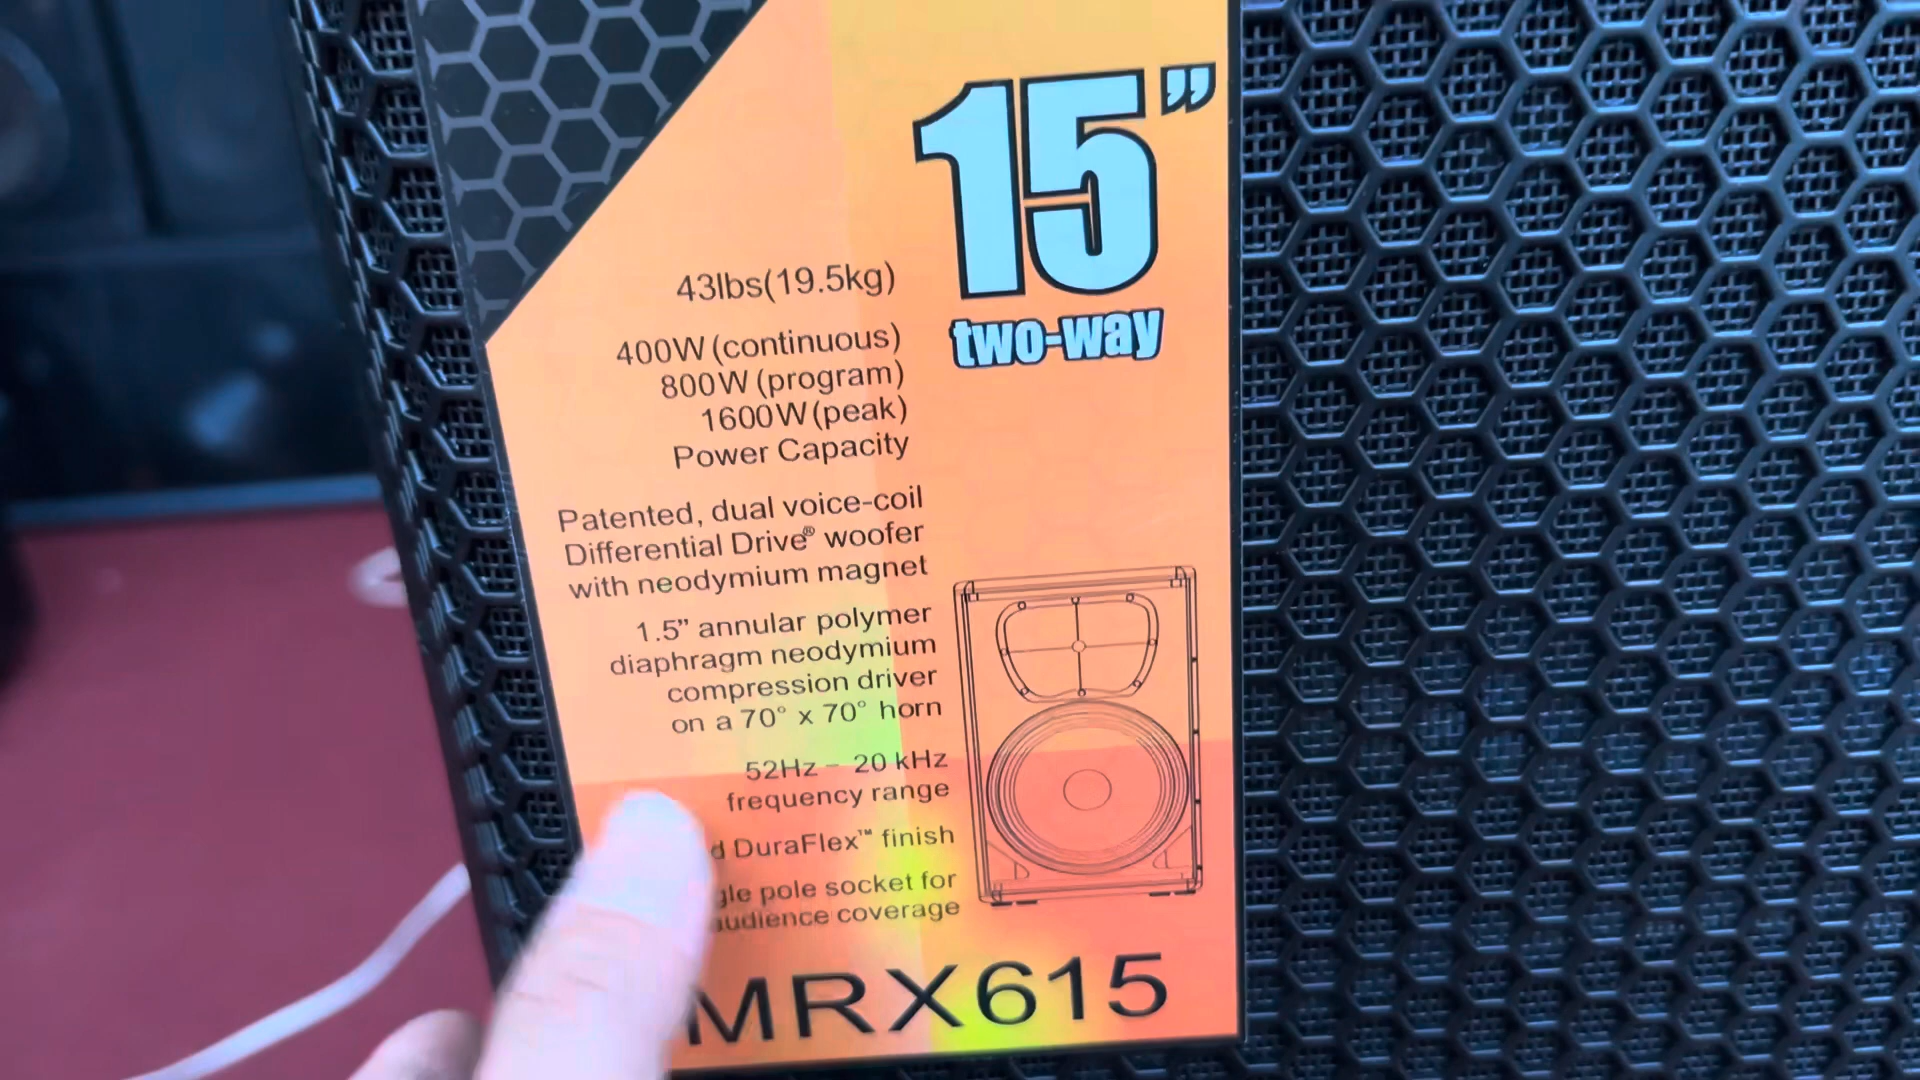 15”
two-way
43lbs(19.5kg)
400W (continuous)
800W (program)
1600W (peak)
Power Capacity
Patented, dual voice-coil
Differential Drive® woofer
with neodymium magnet
1.5” annular polymer
diaphragm neodymium
compression driver
on a 70° x 70° horn
52Hz – 20 kHz
frequency range
DuraFlex™ finish
pole socket for
audience coverage
MRX615